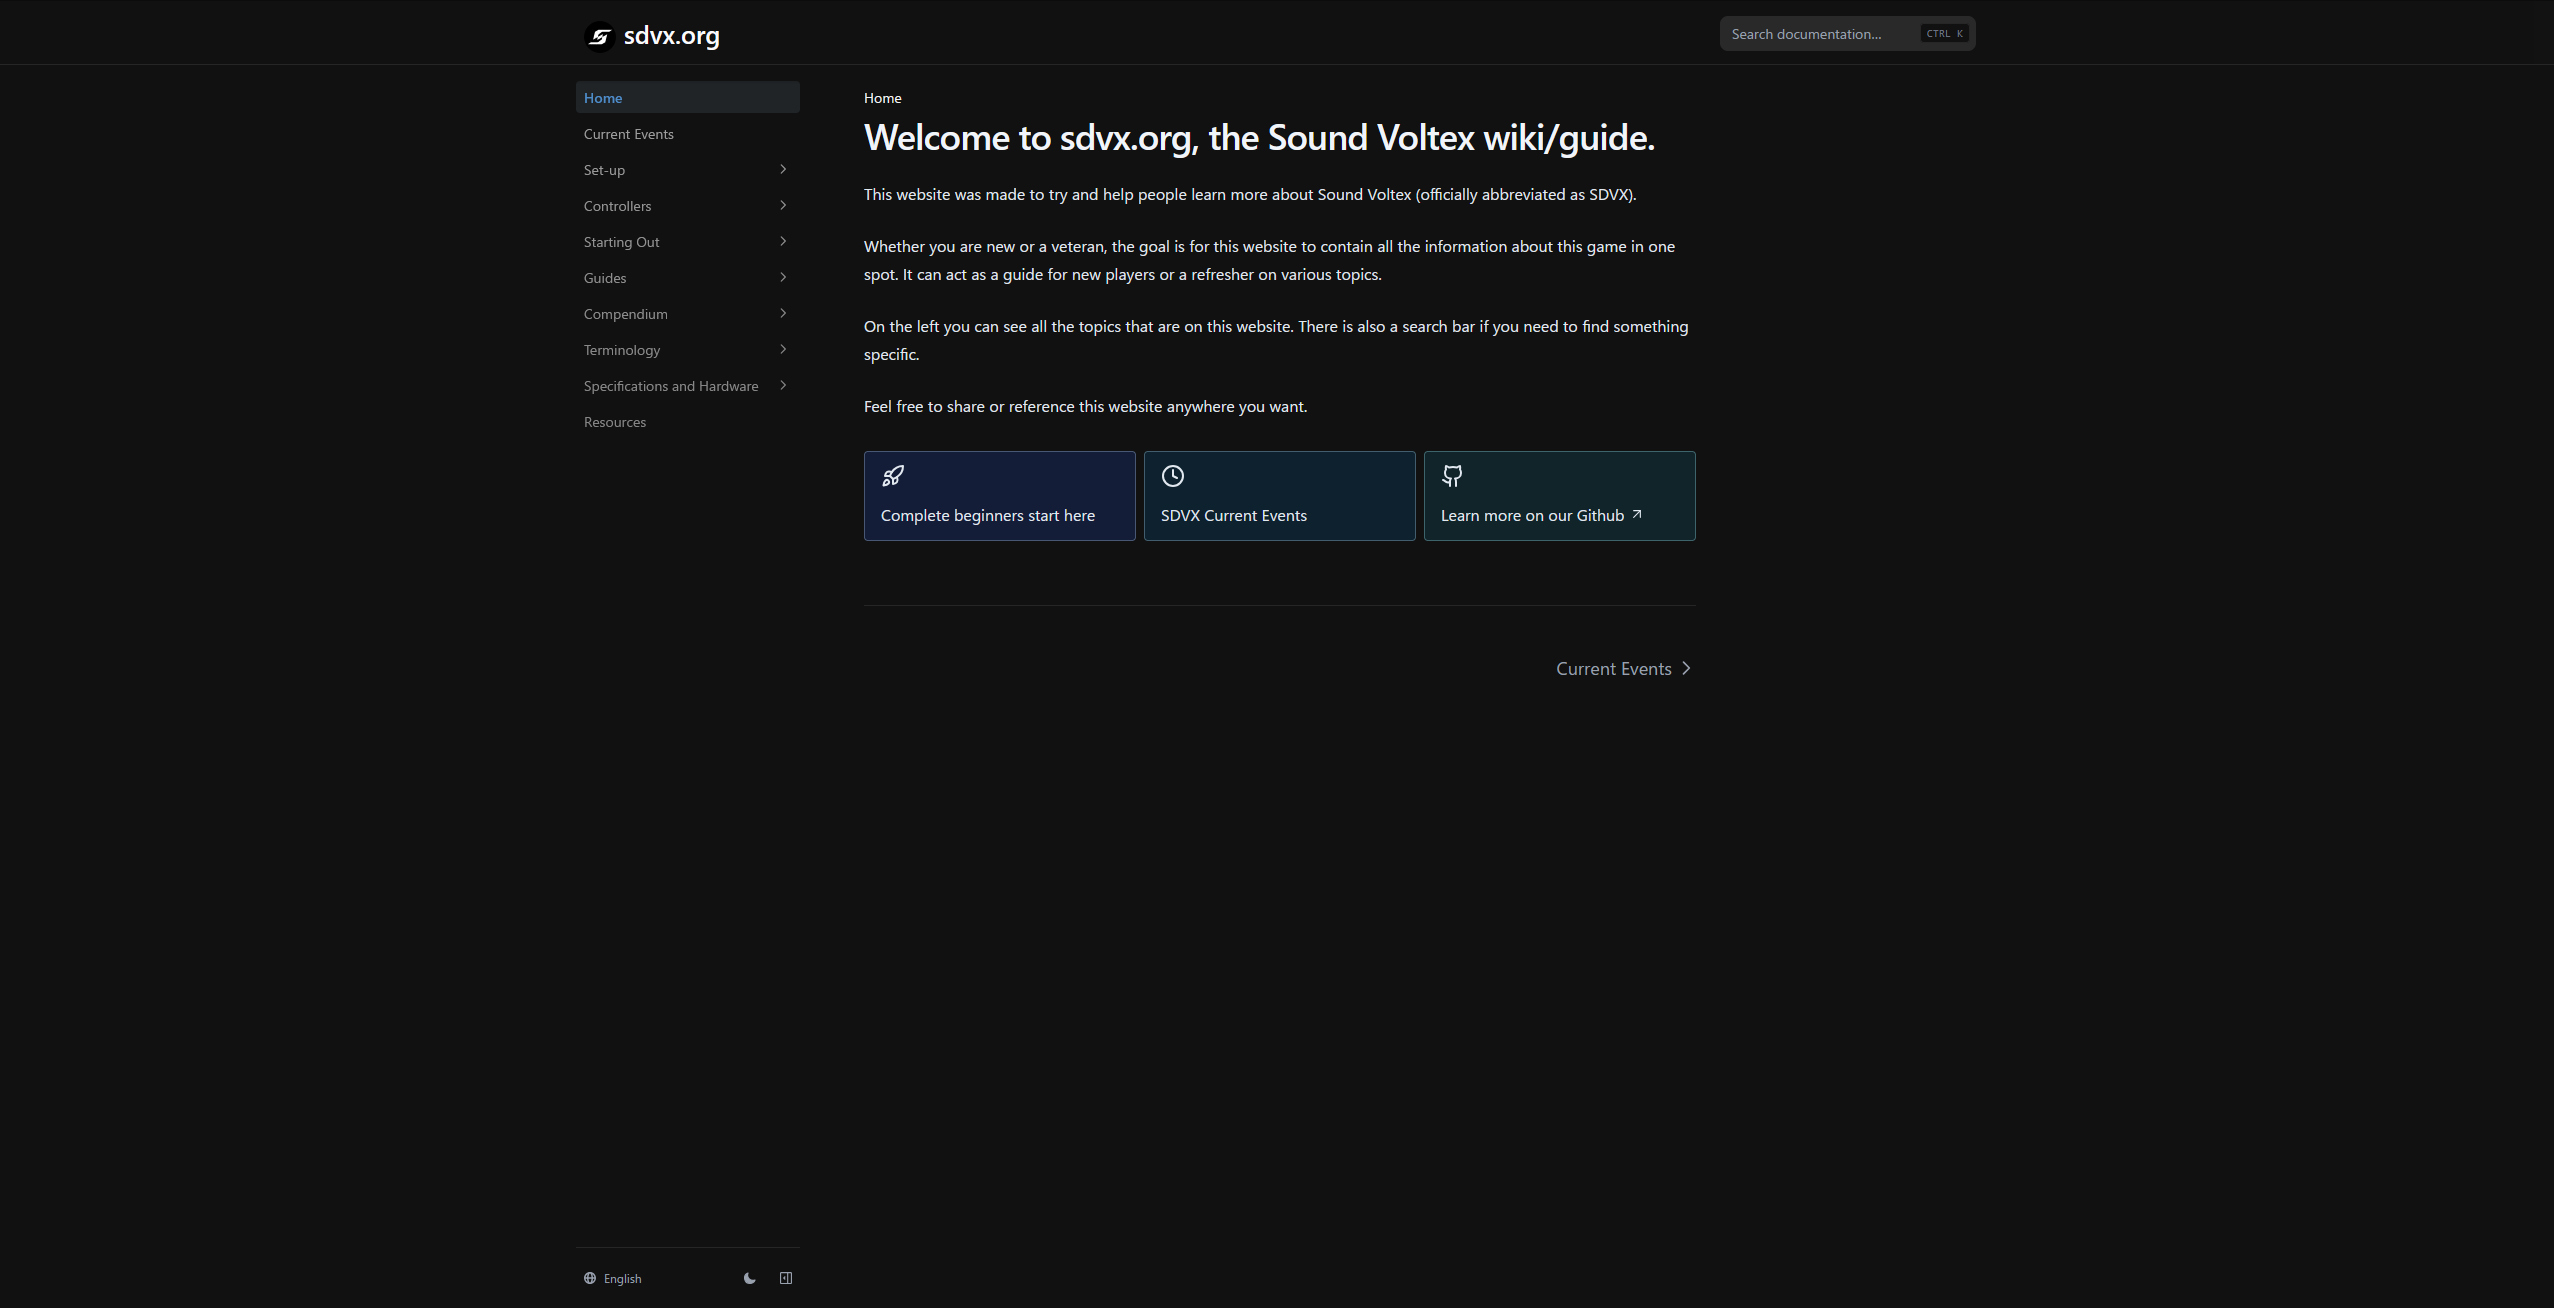 sdvx.org
Search documentation...
CTRL K
Home
Current Events
Set-up
Controllers
Starting Out
Guides
Compendium
Terminology
Specifications and Hardware
Resources
Home
Welcome to sdvx.org, the Sound Voltex wiki/guide.
This website was made to try and help people learn more about Sound Voltex (officially abbreviated as SDVX).
Whether you are new or a veteran, the goal is for this website to contain all the information about this game in one
spot. It can act as a guide for new players or a refresher on various topics.
On the left you can see all the topics that are on this website. There is also a search bar if you need to find something
specific.
Feel free to share or reference this website anywhere you want.
Complete beginners start here
SDVX Current Events
Learn more on our Github
Current Events
English